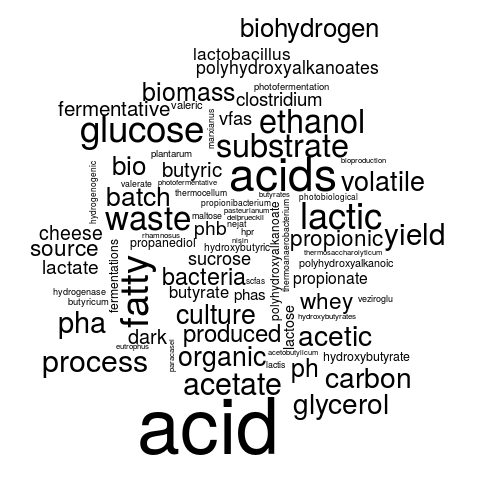 biohydrogen
lactobacillus
polyhydroxyalkanoates
biomass
photofermentation
clostridium
fermentative
valeric
marxianus
vfas
ethanol
glucose
substrate
plantarum
bioproduction
hydrogenogenic
bio
butyric
acids
volatile
valerate
photofermentative
batch
thermocellum
butyrates
photobiological
propionibacterium
polyhydroxyalkanoate
thermoanaerobacterium
waste
maltose
pasteurianum
delbrueckii
lactic
cheese
phb
nejat
hpr
propionic
yield
rhamnosus
nisin
source
propanediol
hydroxybutyric
thermosaccharolyticum
sucrose
polyhydroxyalkanoic
lactate
fermentations
fatty
bacteria
scfas
propionate
hydrogenase
butyricum
butyrate
phas
whey
veziroglu
culture
lactose
hydroxybutyrates
pha
dark
produced
acetic
eutrophus
paracasei
organic
acetobutylicum
hydroxybutyrate
process
lactis
ph
acetate
carbon
acid
glycerol